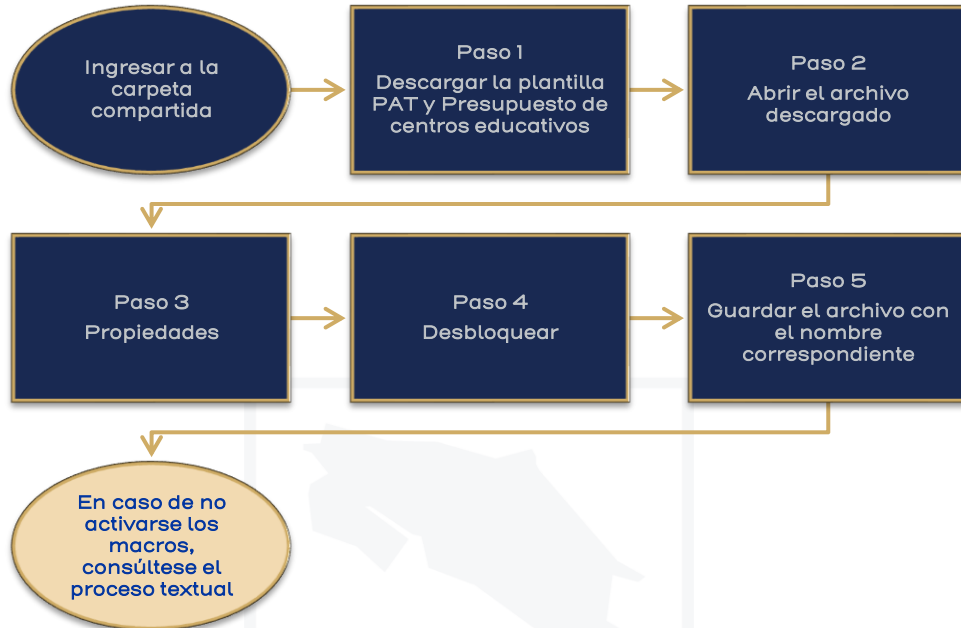 Ingresar a la
carpeta
compartida
Paso 1
Descargar la plantilla
PAT y Presupuesto de
centros educativos
Paso 2
Abrir el archivo
descargado
Paso 3
Propiedades
Paso 4
Desbloquear
Paso 5
Guardar el archivo con
el nombre
correspondiente
En caso de no
activarse los
macros,
consúltese el
proceso textual